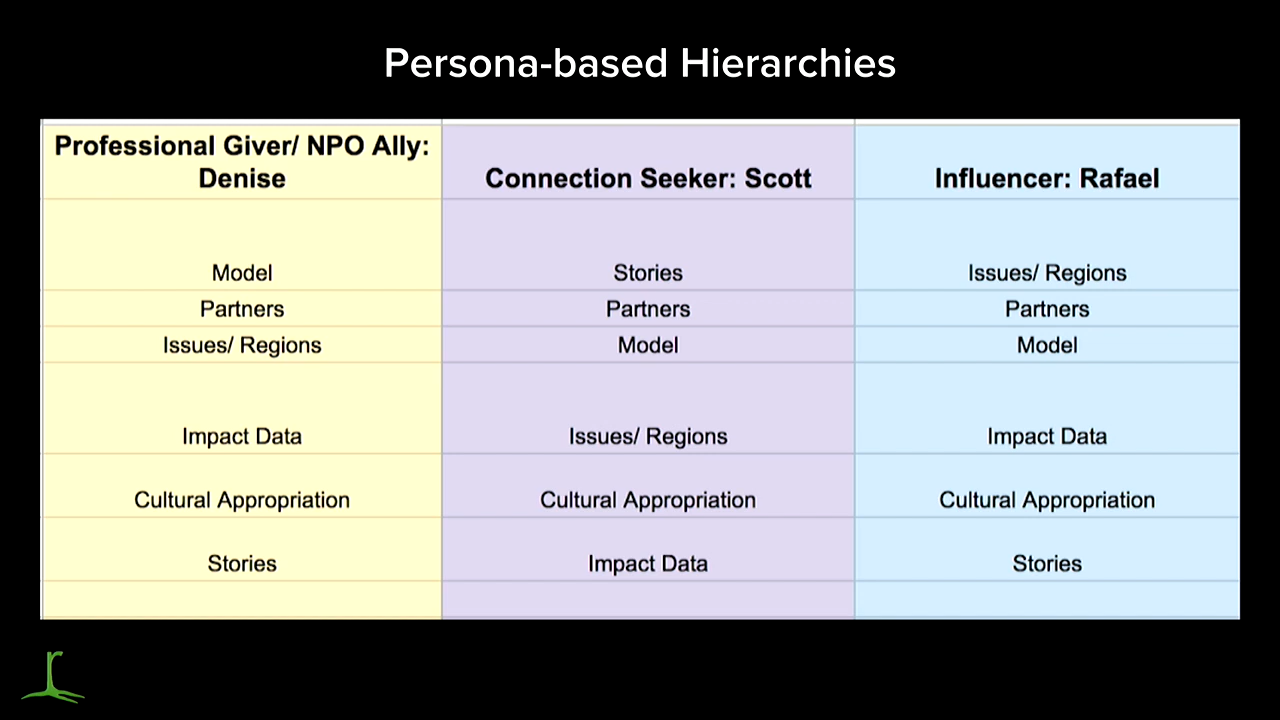 Persona-based Hierarchies
Professional Giver/ NPO Ally:
Denise
Connection Seeker: Scott
Influencer: Rafael
Model
Stories
Issues/ Regions
Partners
Partners
Partners
Issues/ Regions
Model
Model
Impact Data
Issues/ Regions
Impact Data
Cultural Appropriation
Cultural Appropriation
Cultural Appropriation
Stories
Impact Data
Stories